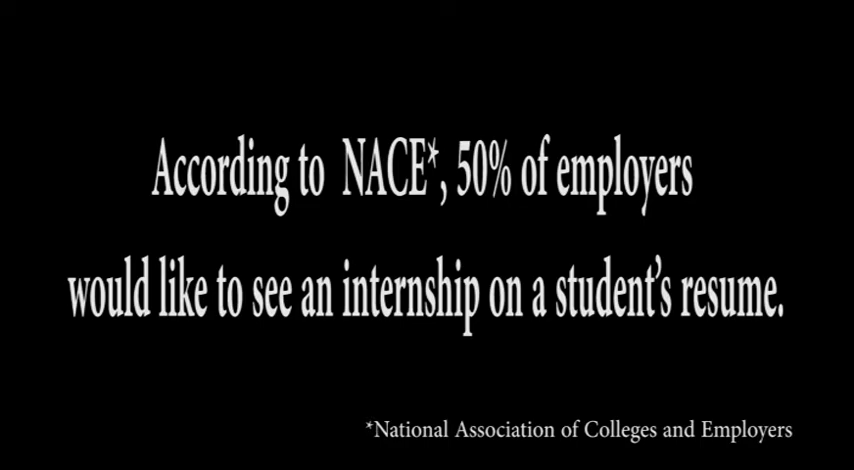 According to NACE*, 50% of employers
would like to see an internship on a student's resume.
*National Association of Colleges and Employers